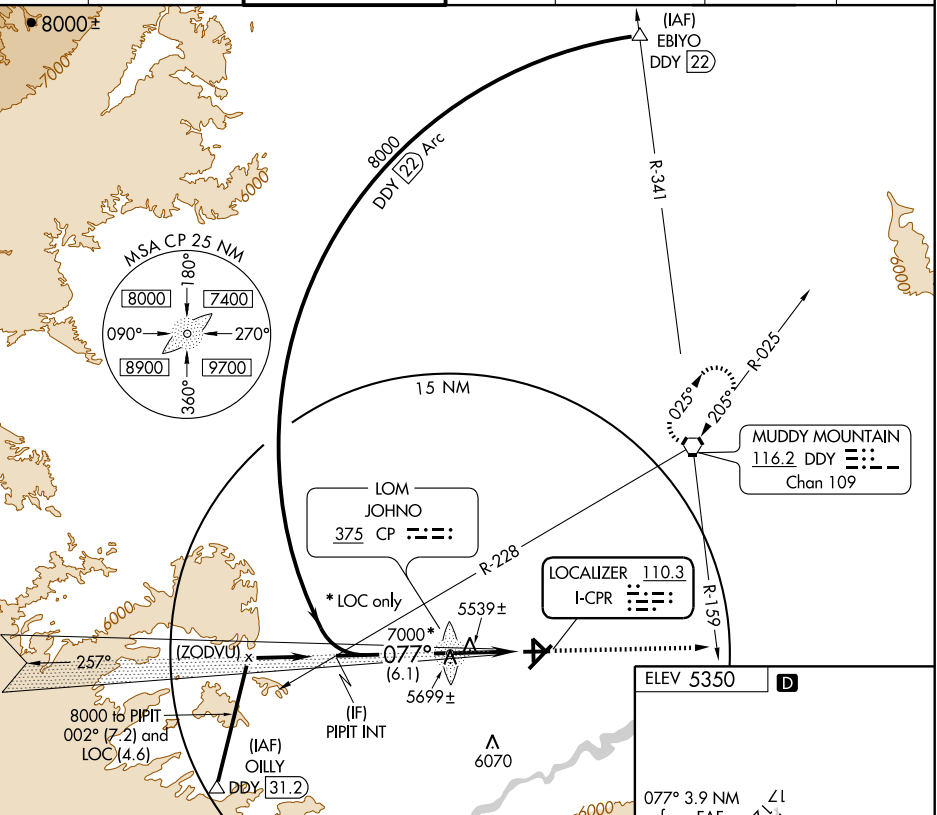 8000±
7000
(IAF)
EBIYO
DDY 22
8000
DDY 22 Arc
R-341
6000
6000
MSA CP 25 NM
180°
8000
7400
090°
270°
8900
9700
360°
15 NM
R-025
025°
205°
MUDDY MOUNTAIN
116.2 DDY
Chan 109
LOM
JOHNO
375 CP
R-228
LOCALIZER 110.3
I-CPR
R-159
* LOC only
5539±
6000
7000*
(ZODVU)
x
077°
257°
(6.1)
5699±
8000 to PIPIT
002° (7.2) and
LOC (4.6)
(IF)
PIPIT INT
(IAF)
OILLY
DDY 31.2
6070
6000
ELEV 5350
D
077° 3.9 NM
17